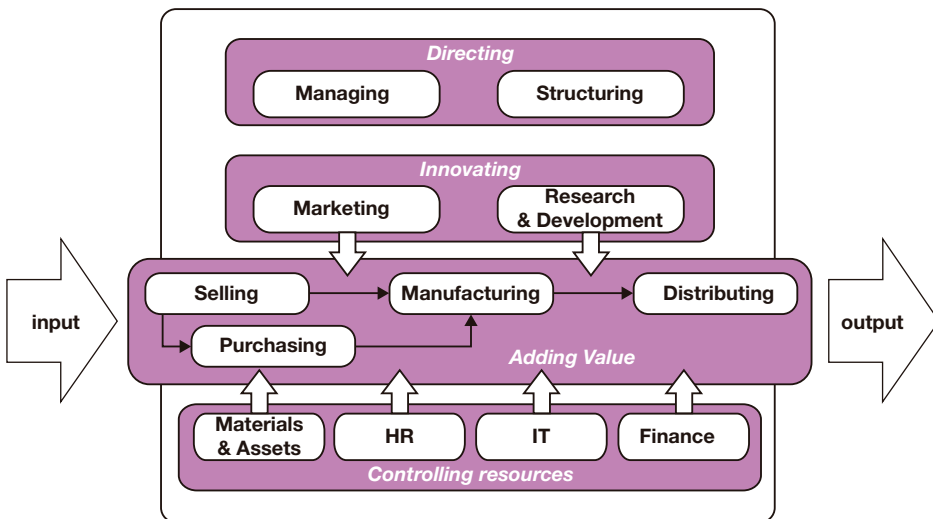 Directing
Managing
Structuring
Innovating
Marketing
Research
& Development
input
Selling
Manufacturing
Distributing
output
Purchasing
Adding Value
Materials
& Assets
HR
IT
Finance
Controlling resources